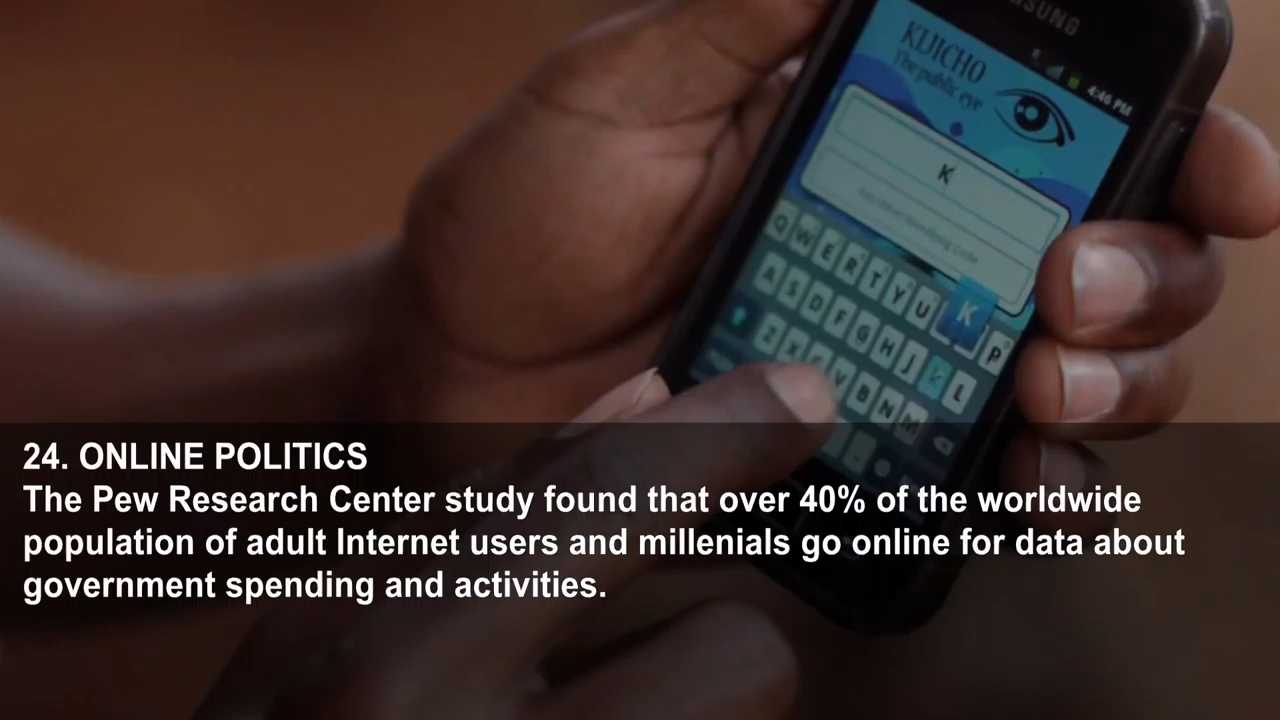 SUNG
4:46 PM
KIJICHO
The public eye
K
Q W E R T Y U K P
A S D F G H J K L
Z X V B N M
24. ONLINE POLITICS
The Pew Research Center study found that over 40% of the worldwide
population of adult Internet users and millenials go online for data about
government spending and activities.